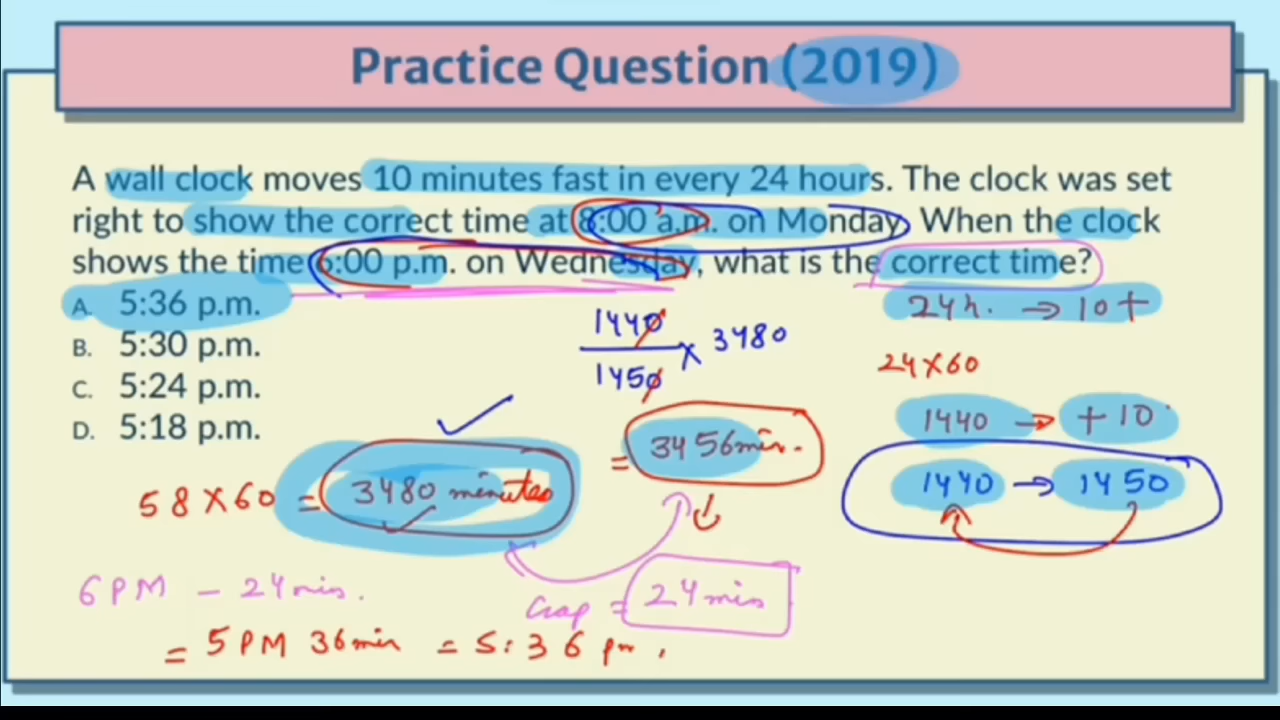 Practice Question (2019)
A wall clock moves 10 minutes fast in every 24 hours. The clock was set
right to show the correct time at 8:00 a.m. on Monday. When the clock
shows the time 6:00 p.m. on Wednesday, what is the correct time?
A. 5:36 p.m.
B. 5:30 p.m.
C. 5:24 p.m.
D. 5:18 p.m.
24h. → 10+
1440
1450 × 3480
24×60
1440 → +10
= 3456 min.
1440 → 1450
58×60 = 3480 minutes
6PM - 24 min.
Gap = 24 min
= 5 PM 36 min = 5:36 pm.